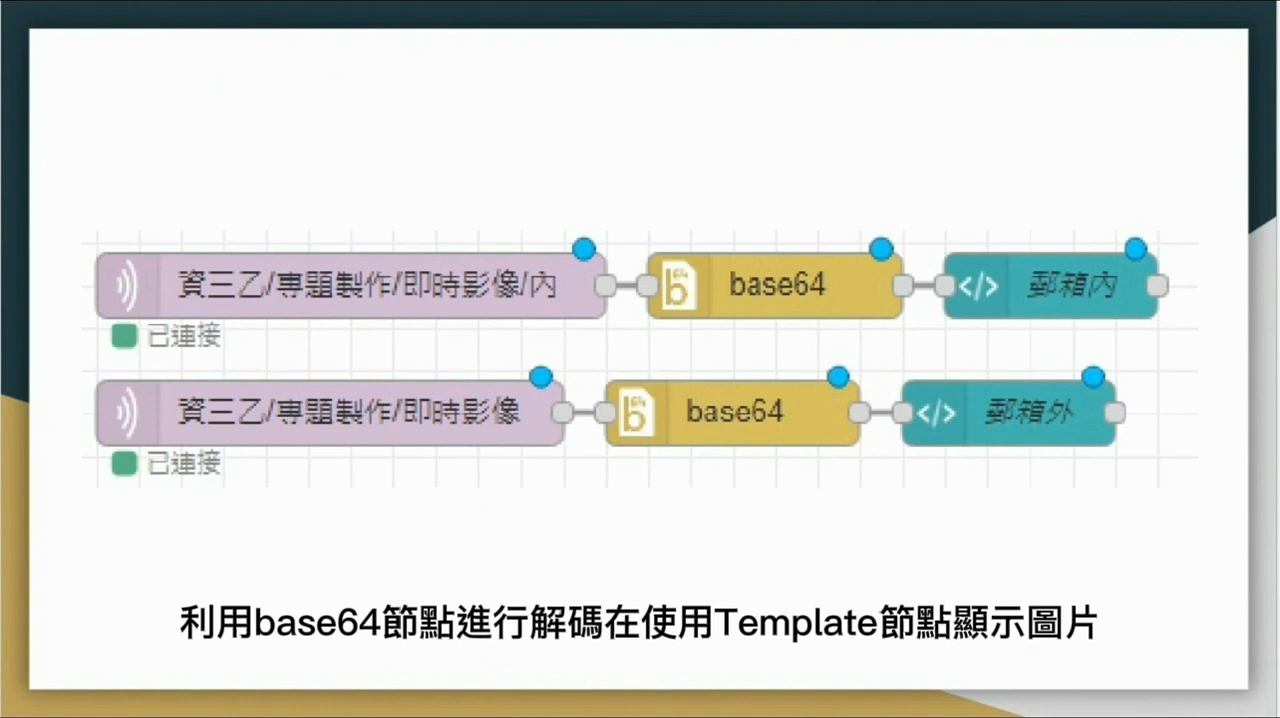 資三乙/專題製作/即時影像/內 base64 郵箱內
已連接
資三乙/專題製作/即時影像 base64 郵箱外
已連接
利用base64節點進行解碼在使用Template節點顯示圖片